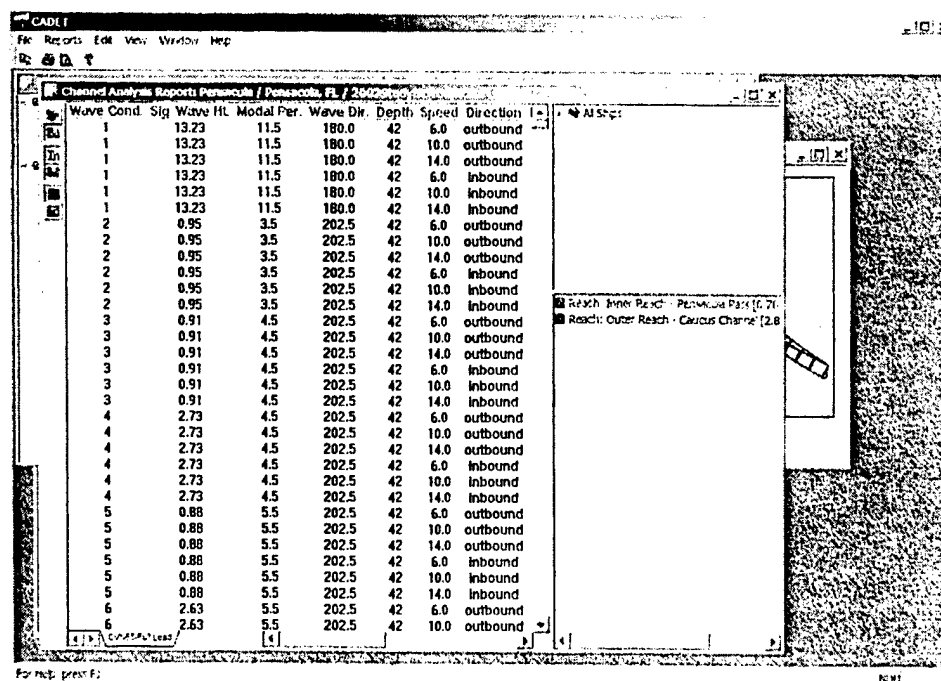 CADET
File Reports Edit View Window Help
Channel Analysis Reports Pensacola / Pensacola, FL /
Wave Cond. Sig Wave Ht. Modal Per. Wave Dir. Depth Speed Direction
1 13.23 11.5 180.0 42 6.0 outbound
1 13.23 11.5 180.0 42 10.0 outbound
1 13.23 11.5 180.0 42 14.0 outbound
1 13.23 11.5 180.0 42 6.0 inbound
1 13.23 11.5 180.0 42 10.0 inbound
1 13.23 11.5 180.0 42 14.0 inbound
2 0.95 3.5 202.5 42 6.0 outbound
2 0.95 3.5 202.5 42 10.0 outbound
2 0.95 3.5 202.5 42 14.0 outbound
2 0.95 3.5 202.5 42 6.0 inbound
2 0.95 3.5 202.5 42 10.0 inbound
2 0.95 3.5 202.5 42 14.0 inbound
3 0.91 4.5 202.5 42 6.0 outbound
3 0.91 4.5 202.5 42 10.0 outbound
3 0.91 4.5 202.5 42 14.0 outbound
3 0.91 4.5 202.5 42 6.0 inbound
3 0.91 4.5 202.5 42 10.0 inbound
3 0.91 4.5 202.5 42 14.0 inbound
4 2.73 4.5 202.5 42 6.0 outbound
4 2.73 4.5 202.5 42 10.0 outbound
4 2.73 4.5 202.5 42 14.0 outbound
4 2.73 4.5 202.5 42 6.0 inbound
4 2.73 4.5 202.5 42 10.0 inbound
4 2.73 4.5 202.5 42 14.0 inbound
5 0.88 5.5 202.5 42 6.0 outbound
5 0.88 5.5 202.5 42 10.0 outbound
5 0.88 5.5 202.5 42 14.0 outbound
5 0.88 5.5 202.5 42 6.0 inbound
5 0.88 5.5 202.5 42 10.0 inbound
5 0.88 5.5 202.5 42 14.0 inbound
6 2.63 5.5 202.5 42 6.0 outbound
6 2.63 5.5 202.5 42 10.0 outbound
All Ships
Reach: Inner Reach - Pensacola Pass
Reach: Outer Reach - Caucus Channel [2.8
For Help, press F1
NUM